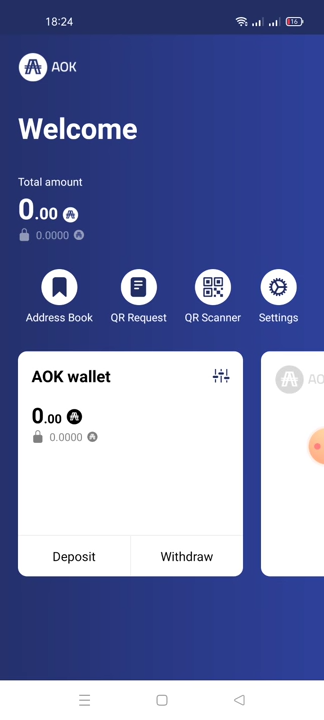 18:24
16
AOK
Welcome
Total amount
0.00
0.0000
Address Book
QR Request
QR Scanner
Settings
AOK wallet
0.00
0.0000
Deposit
Withdraw
AO